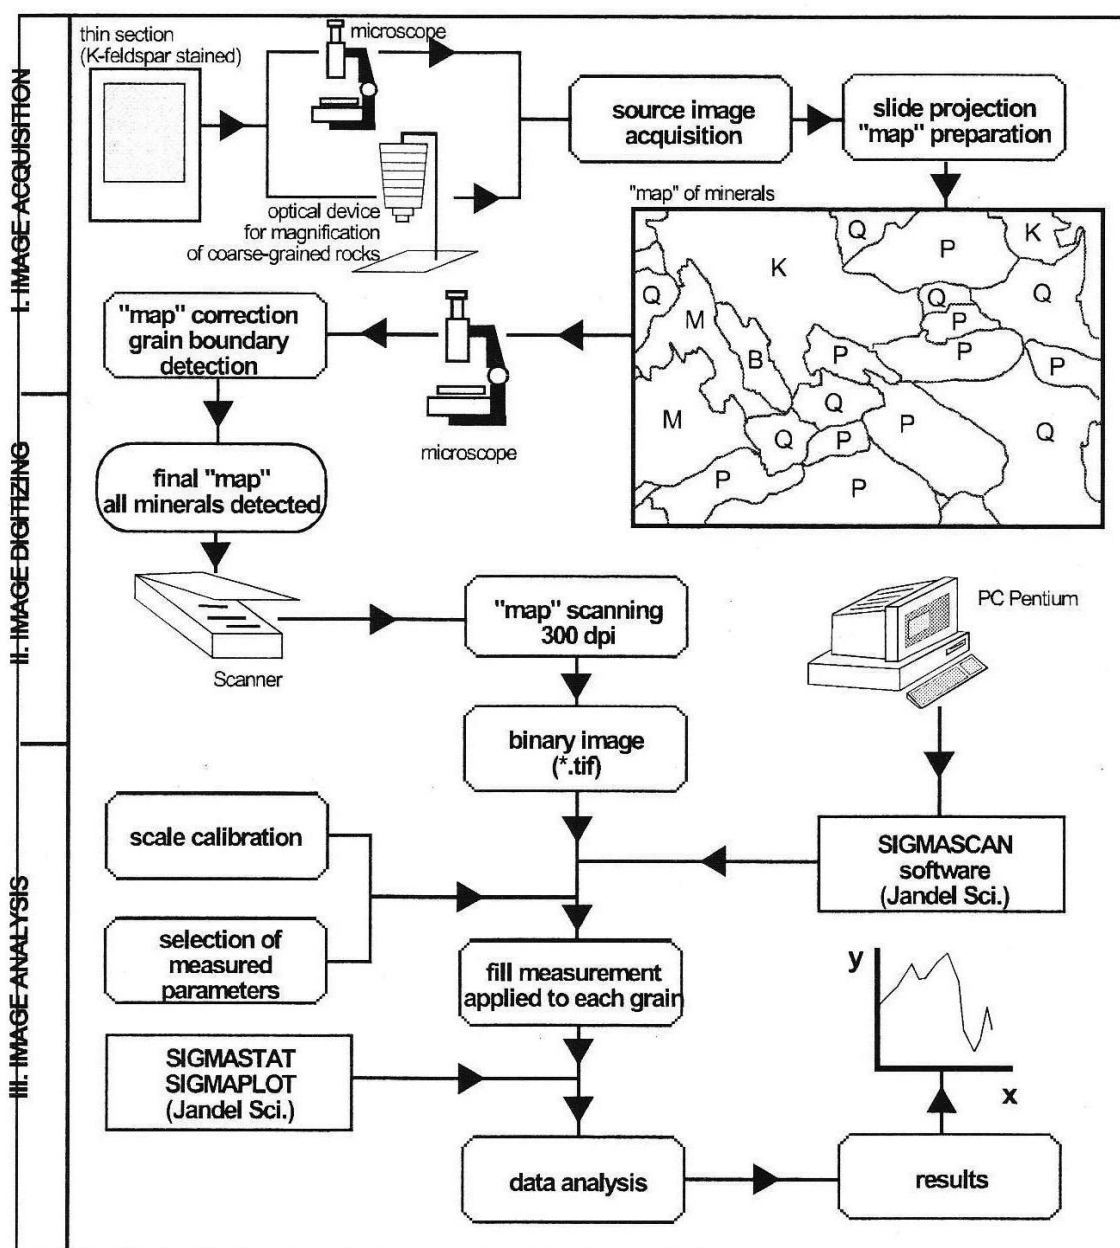 I. IMAGE ACQUISITION
thin section
(K-feldspar stained)
microscope
optical device
for magnification
of coarse-grained rocks
source image
acquisition
slide projection
"map" preparation
"map" of minerals
Q
P
K
K
Q
Q
Q
M
P
B
P
P
P
M
Q
P
Q
Q
P
P
P
"map" correction
grain boundary
detection
microscope
II. IMAGE DIGITIZING
final "map"
all minerals detected
Scanner
"map" scanning
300 dpi
PC Pentium
binary image
(*.tif)
III. IMAGE ANALYSIS
scale calibration
SIGMASCAN
software
(Jandel Sci.)
selection of
measured
parameters
fill measurement
applied to each grain
y
x
SIGMASTAT
SIGMAPLOT
(Jandel Sci.)
data analysis
results